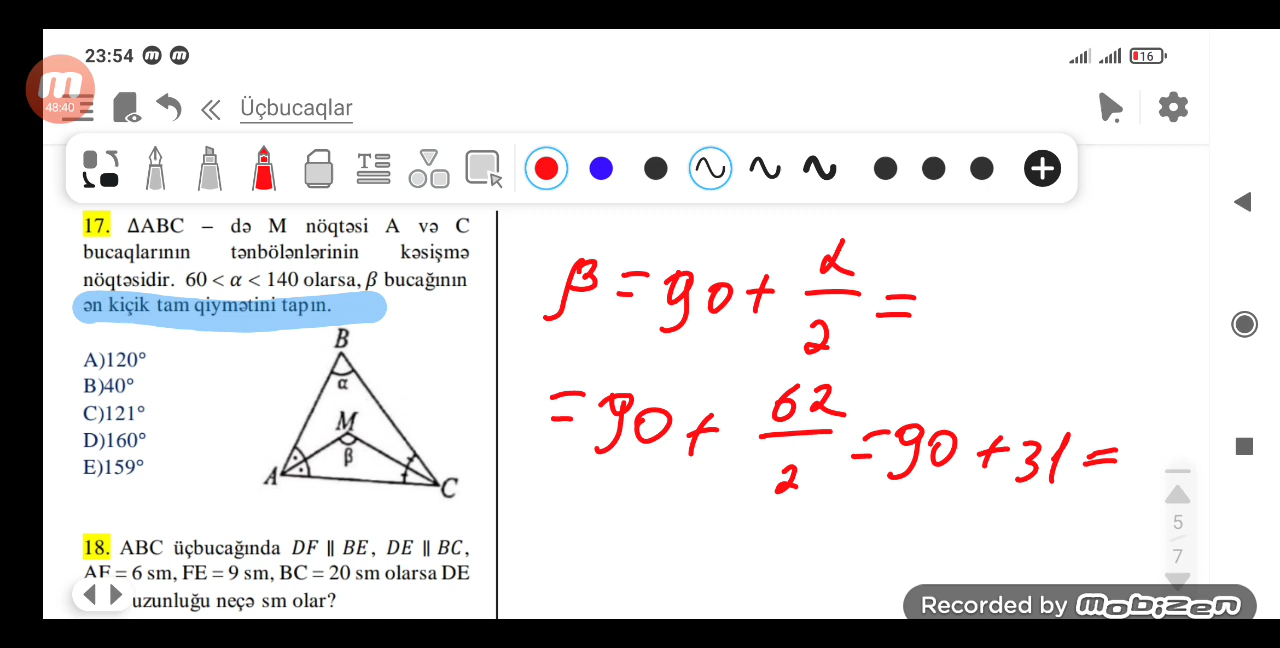 23:54
16
48:40
Üçbucaqlar
17. ΔABC – də M nöqtəsi A və C
bucaqlarının tənbölənlərinin kəsişmə
nöqtəsidir. 60 < α < 140 olarsa, β bucağının
ən kiçik tam qiymətini tapın.
A)120°
B)40°
C)121°
D)160°
E)159°
B
α
M
β
A
C
β = 90 + α/2 =
= 90 + 62/2 = 90 + 31 =
18. ABC üçbucağında DF ∥ BE, DE ∥ BC,
AF = 6 sm, FE = 9 sm, BC = 20 sm olarsa DE
uzunluğu neçə sm olar?
5
7
Recorded by mobizen